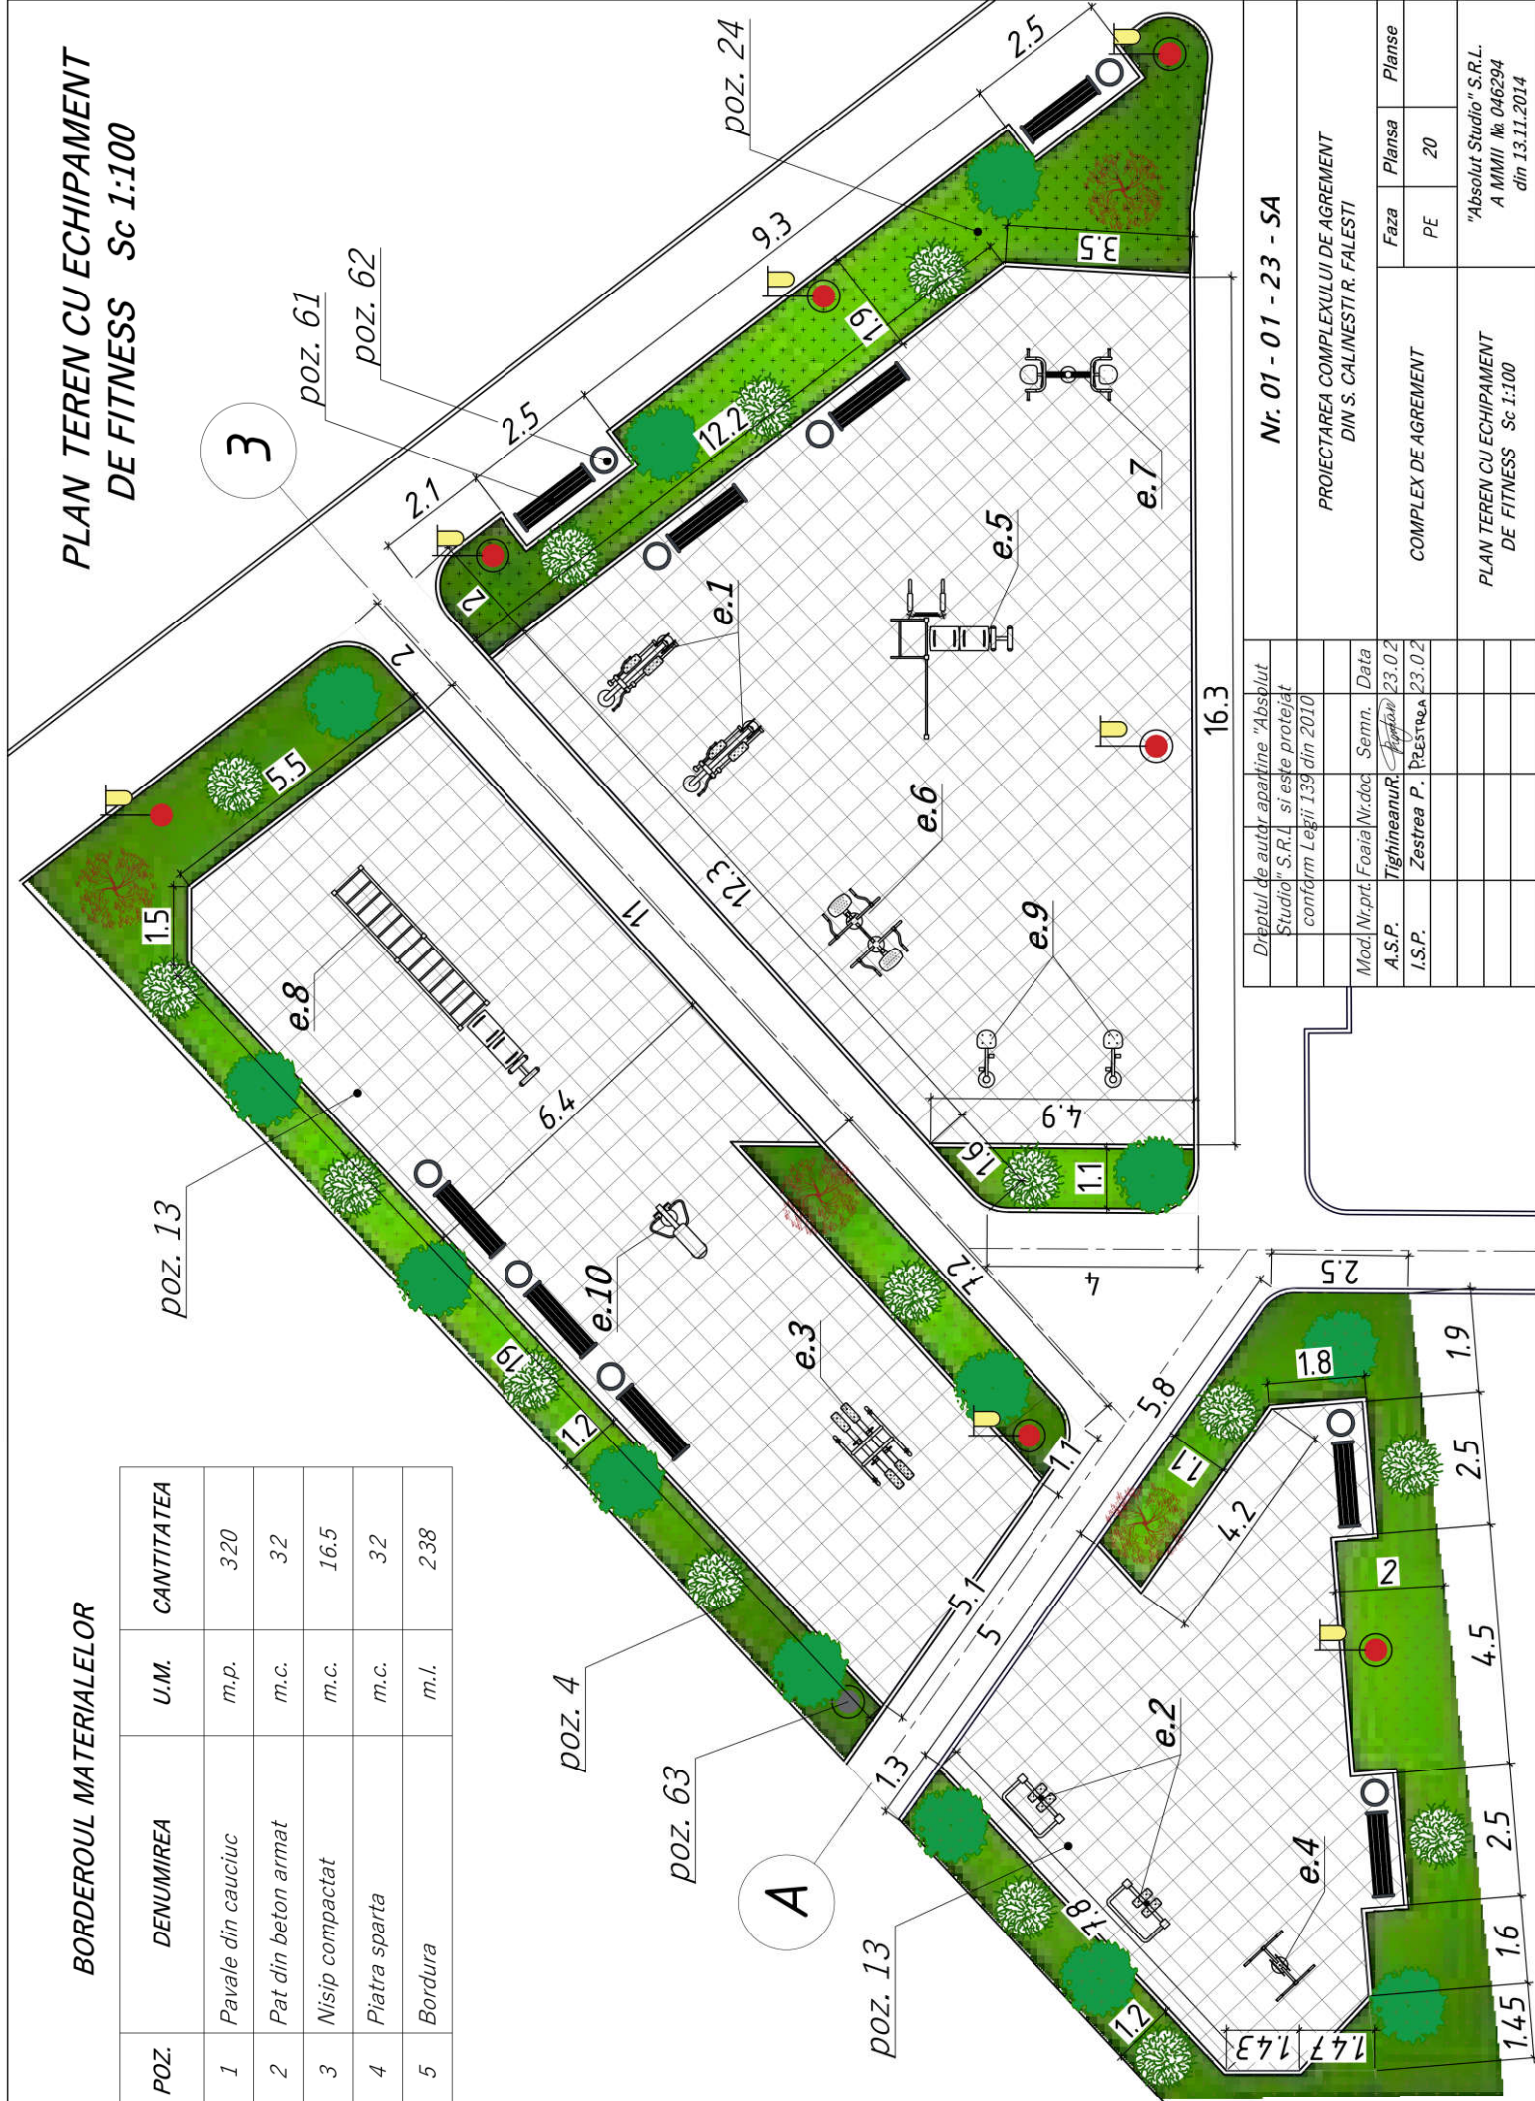 PLAN TEREN CU ECHIPAMENT
DE FITNESS Sc 1:100
BORDEROUL MATERIALELOR
POZ. DENUMIREA U.M. CANTITATEA
1 Pavale din cauciuc m.p. 320
2 Pat din beton armat m.c. 32
3 Nisip compactat m.c. 16.5
4 Piatra sparta m.c. 32
5 Bordura m.l. 238
poz. 13
poz. 4
poz. 63
A
poz. 13
3
poz. 61
poz. 62
poz. 24
e.8
e.10
e.3
e.1
e.5
e.7
e.6
e.9
e.2
e.4
1.5
5.5
2
11
6.4
19
1.2
7.2
1.1
5.1
5
1.3
5.8
2.1
2.5
9.3
2.5
2
12.2
1.9
3.5
12.3
16.3
4.9
1.6
1.1
4
2.5
1.8
1.1
4.2
2
7.8
1.2
1.43
1.47
1.45
1.6
2.5
4.5
2.5
1.9
Dreptul de autor apartine "Absolut
Studio" S.R.L. si este protejat
conform Legii 139 din 2010
Mod. Nr.prt. Foaia Nr.doc. Semn. Data
A.S.P. TighineanuR. 23.02
I.S.P. Zestrea P. 23.02
Nr. 01 - 01 - 23 - SA
PROIECTAREA COMPLEXULUI DE AGREMENT
DIN S. CALINESTI R. FALESTI
COMPLEX DE AGREMENT
Faza Plansa Planse
PE 20
PLAN TEREN CU ECHIPAMENT
DE FITNESS Sc 1:100
"Absolut Studio" S.R.L.
A MMII № 046294
din 13.11.2014